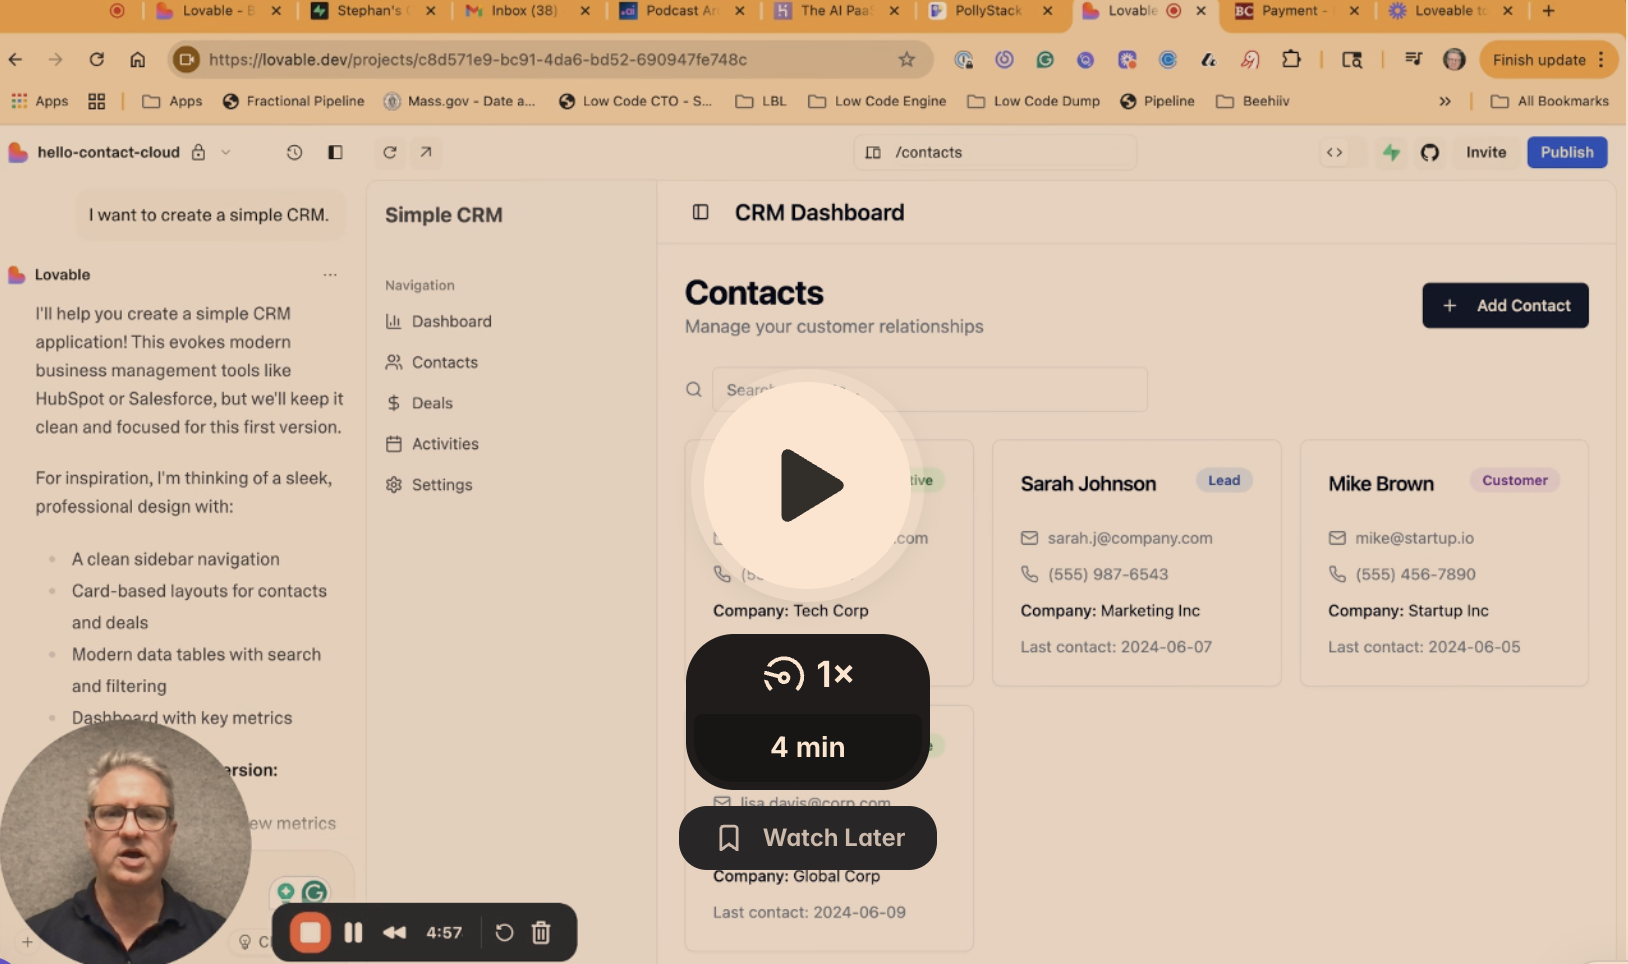 Lovable - B
Stephan's
Inbox (38)
Podcast Ar
The AI Paa
PollyStack
Lovable
Payment -
Loveable to
https://lovable.dev/projects/c8d571e9-bc91-4da6-bd52-690947fe748c
Finish update
Apps
Apps
Fractional Pipeline
Mass.gov - Date a...
Low Code CTO - S...
LBL
Low Code Engine
Low Code Dump
Pipeline
Beehiiv
All Bookmarks
hello-contact-cloud
/contacts
Invite
Publish
I want to create a simple CRM.
Lovable
I'll help you create a simple CRM
application! This evokes modern
business management tools like
HubSpot or Salesforce, but we'll keep it
clean and focused for this first version.
For inspiration, I'm thinking of a sleek,
professional design with:
A clean sidebar navigation
Card-based layouts for contacts
and deals
Modern data tables with search
and filtering
Dashboard with key metrics
ersion:
ew metrics
Simple CRM
Navigation
Dashboard
Contacts
Deals
Activities
Settings
CRM Dashboard
Contacts
Manage your customer relationships
+ Add Contact
Sear
tive
.com
(5
Company: Tech Corp
Sarah Johnson
Lead
sarah.j@company.com
(555) 987-6543
Company: Marketing Inc
Last contact: 2024-06-07
Mike Brown
Customer
mike@startup.io
(555) 456-7890
Company: Startup Inc
Last contact: 2024-06-05
1×
4 min
lisa.davis@corp.com
Watch Later
Company: Global Corp
Last contact: 2024-06-09
4:57